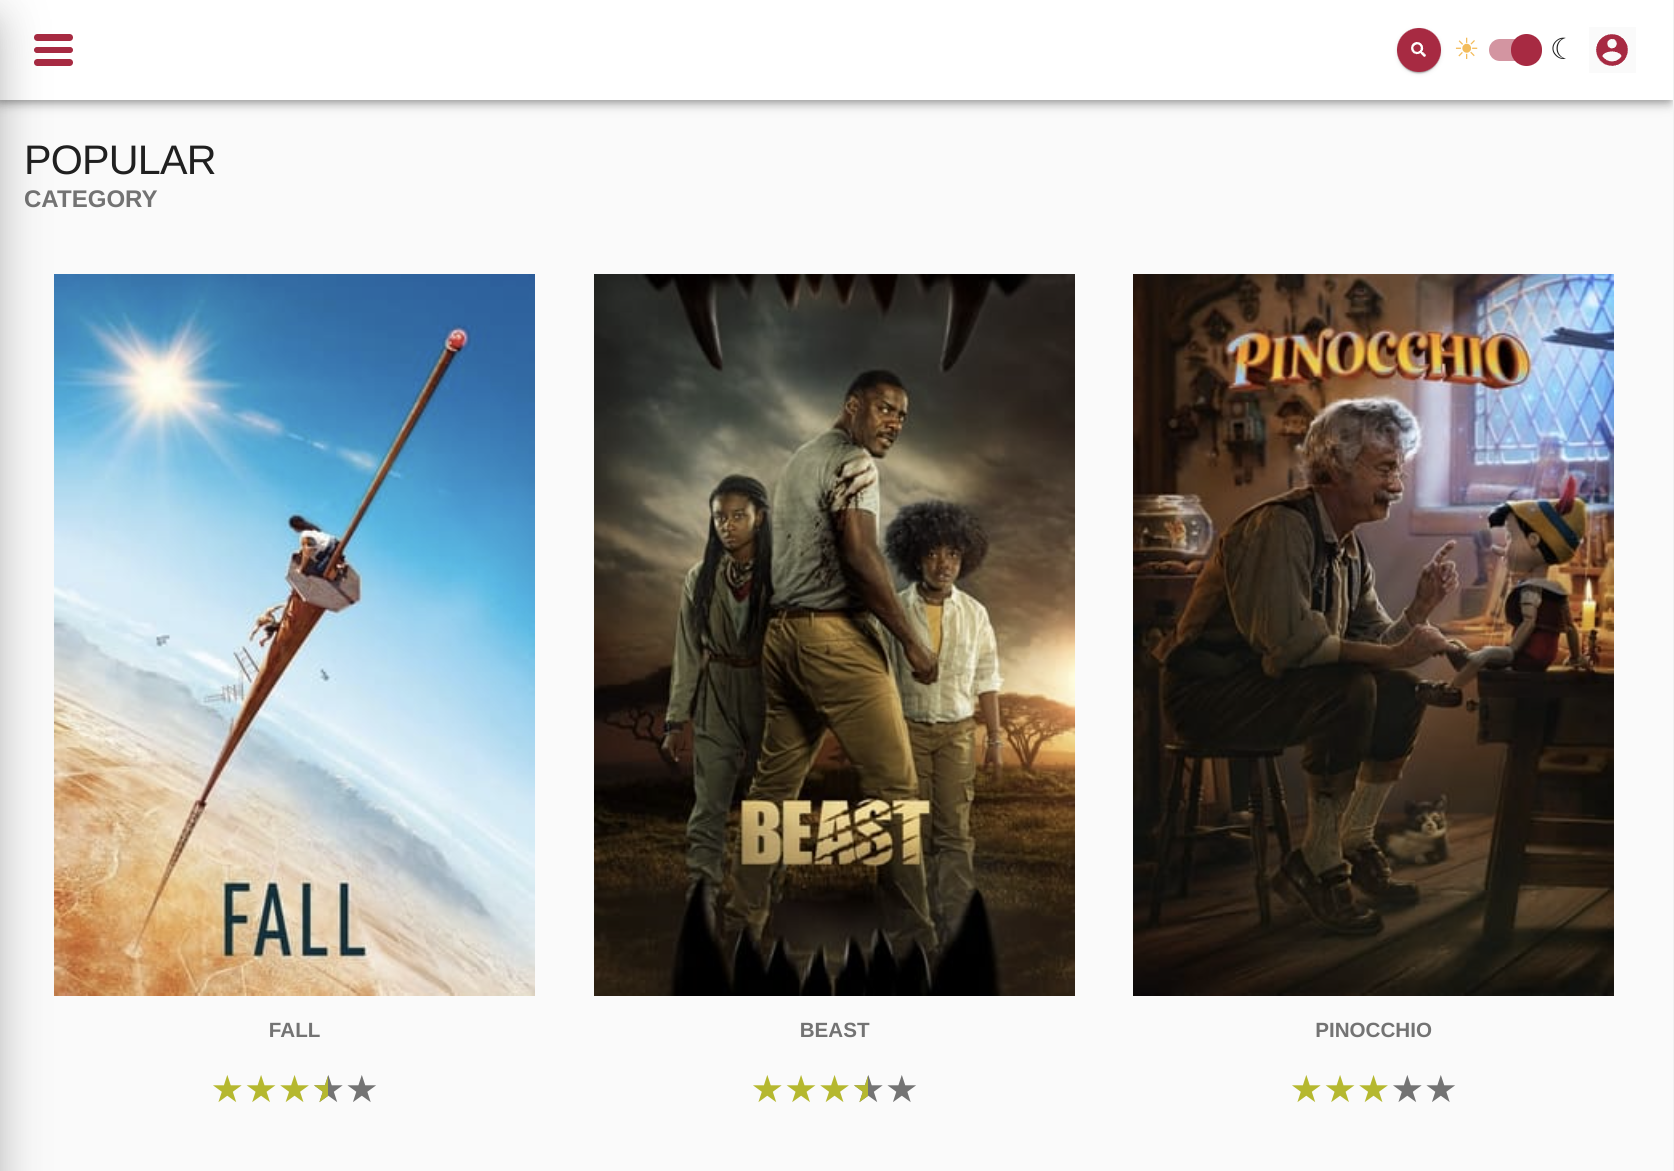 POPULAR
CATEGORY
FALL
BEAST
PINOCCHIO
FALL
BEAST
PINOCCHIO